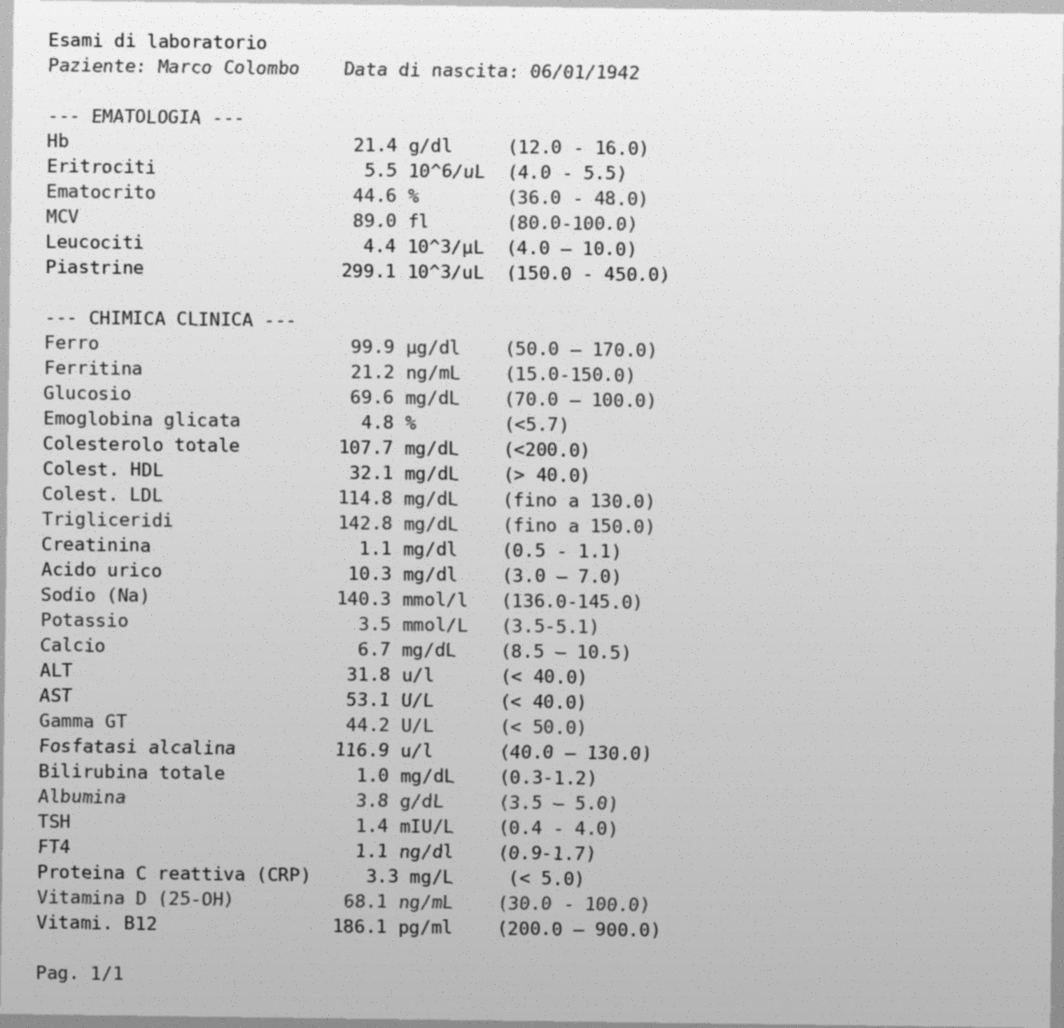 Esami di laboratorio
Paziente: Marco Colombo    Data di nascita: 06/01/1942

--- EMATOLOGIA ---
Hb                          21.4 g/dl     (12.0 - 16.0)
Eritrociti                   5.5 10^6/uL  (4.0 - 5.5)
Ematocrito                  44.6 %        (36.0 - 48.0)
MCV                         89.0 fl       (80.0-100.0)
Leucociti                    4.4 10^3/µL  (4.0 – 10.0)
Piastrine                  299.1 10^3/uL  (150.0 - 450.0)

--- CHIMICA CLINICA ---
Ferro                       99.9 µg/dl    (50.0 – 170.0)
Ferritina                   21.2 ng/mL    (15.0-150.0)
Glucosio                    69.6 mg/dL    (70.0 – 100.0)
Emoglobina glicata           4.8 %        (<5.7)
Colesterolo totale         107.7 mg/dL    (<200.0)
Colest. HDL                 32.1 mg/dL    (> 40.0)
Colest. LDL                114.8 mg/dL    (fino a 130.0)
Trigliceridi               142.8 mg/dL    (fino a 150.0)
Creatinina                   1.1 mg/dl    (0.5 - 1.1)
Acido urico                 10.3 mg/dl    (3.0 – 7.0)
Sodio (Na)                 140.3 mmol/l   (136.0-145.0)
Potassio                     3.5 mmol/L   (3.5-5.1)
Calcio                       6.7 mg/dL    (8.5 – 10.5)
ALT                         31.8 u/l      (< 40.0)
AST                         53.1 U/L      (< 40.0)
Gamma GT                    44.2 U/L      (< 50.0)
Fosfatasi alcalina         116.9 u/l      (40.0 – 130.0)
Bilirubina totale            1.0 mg/dL    (0.3-1.2)
Albumina                     3.8 g/dL     (3.5 – 5.0)
TSH                          1.4 mIU/L    (0.4 - 4.0)
FT4                          1.1 ng/dl    (0.9-1.7)
Proteina C reattiva (CRP)     3.3 mg/L     (< 5.0)
Vitamina D (25-OH)          68.1 ng/mL    (30.0 - 100.0)
Vitami. B12                186.1 pg/ml    (200.0 – 900.0)

Pag. 1/1